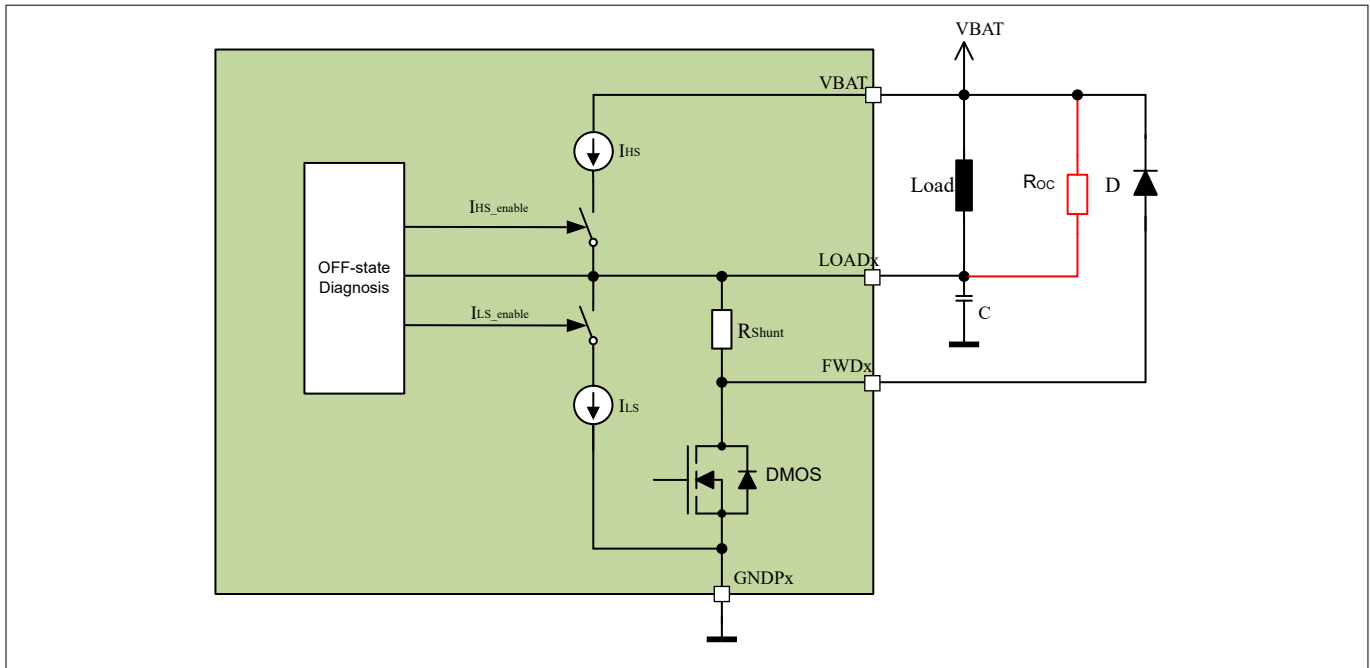 VBAT
VBAT
IHS
Load
ROC
D
IHS_enable
OFF-state
Diagnosis
LOADx
ILS_enable
C
RShunt
FWDx
ILS
DMOS
GNDPx